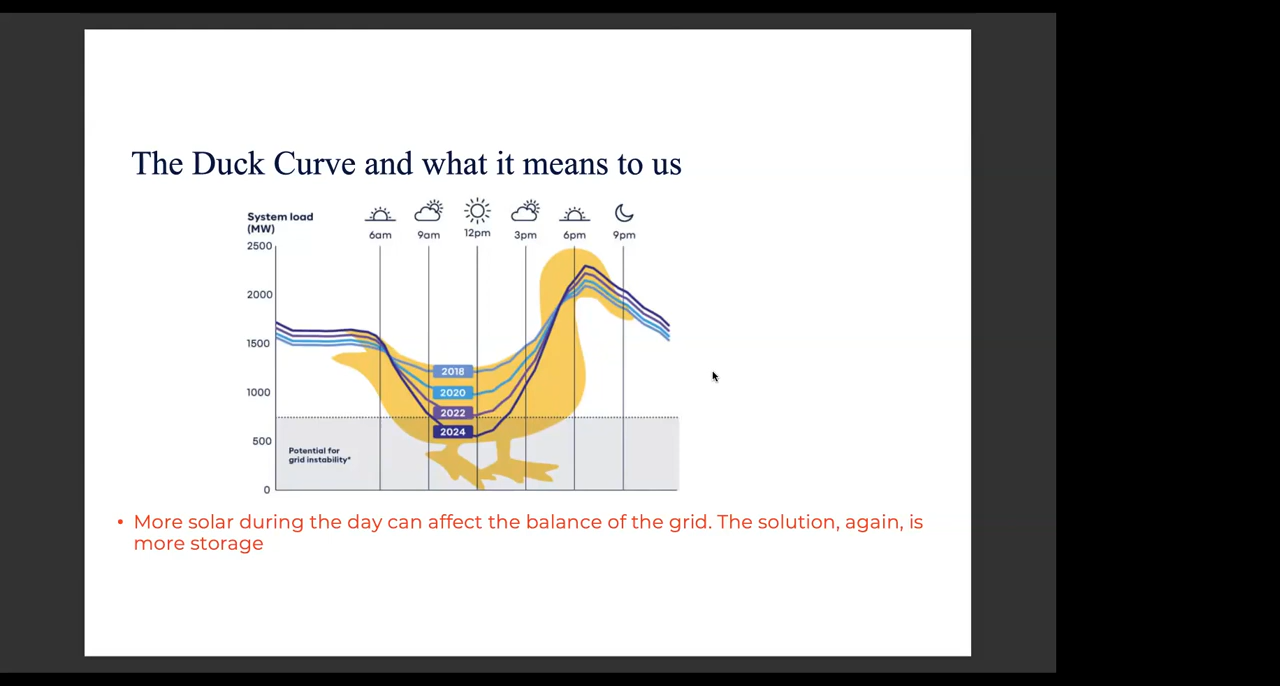 The Duck Curve and what it means to us
System load
(MW)
6am 9am 12pm 3pm 6pm 9pm
2500
2000
1500
2018
1000
2020
2022
2024
500
Potential for
grid instability*
0
• More solar during the day can affect the balance of the grid. The solution, again, is
more storage